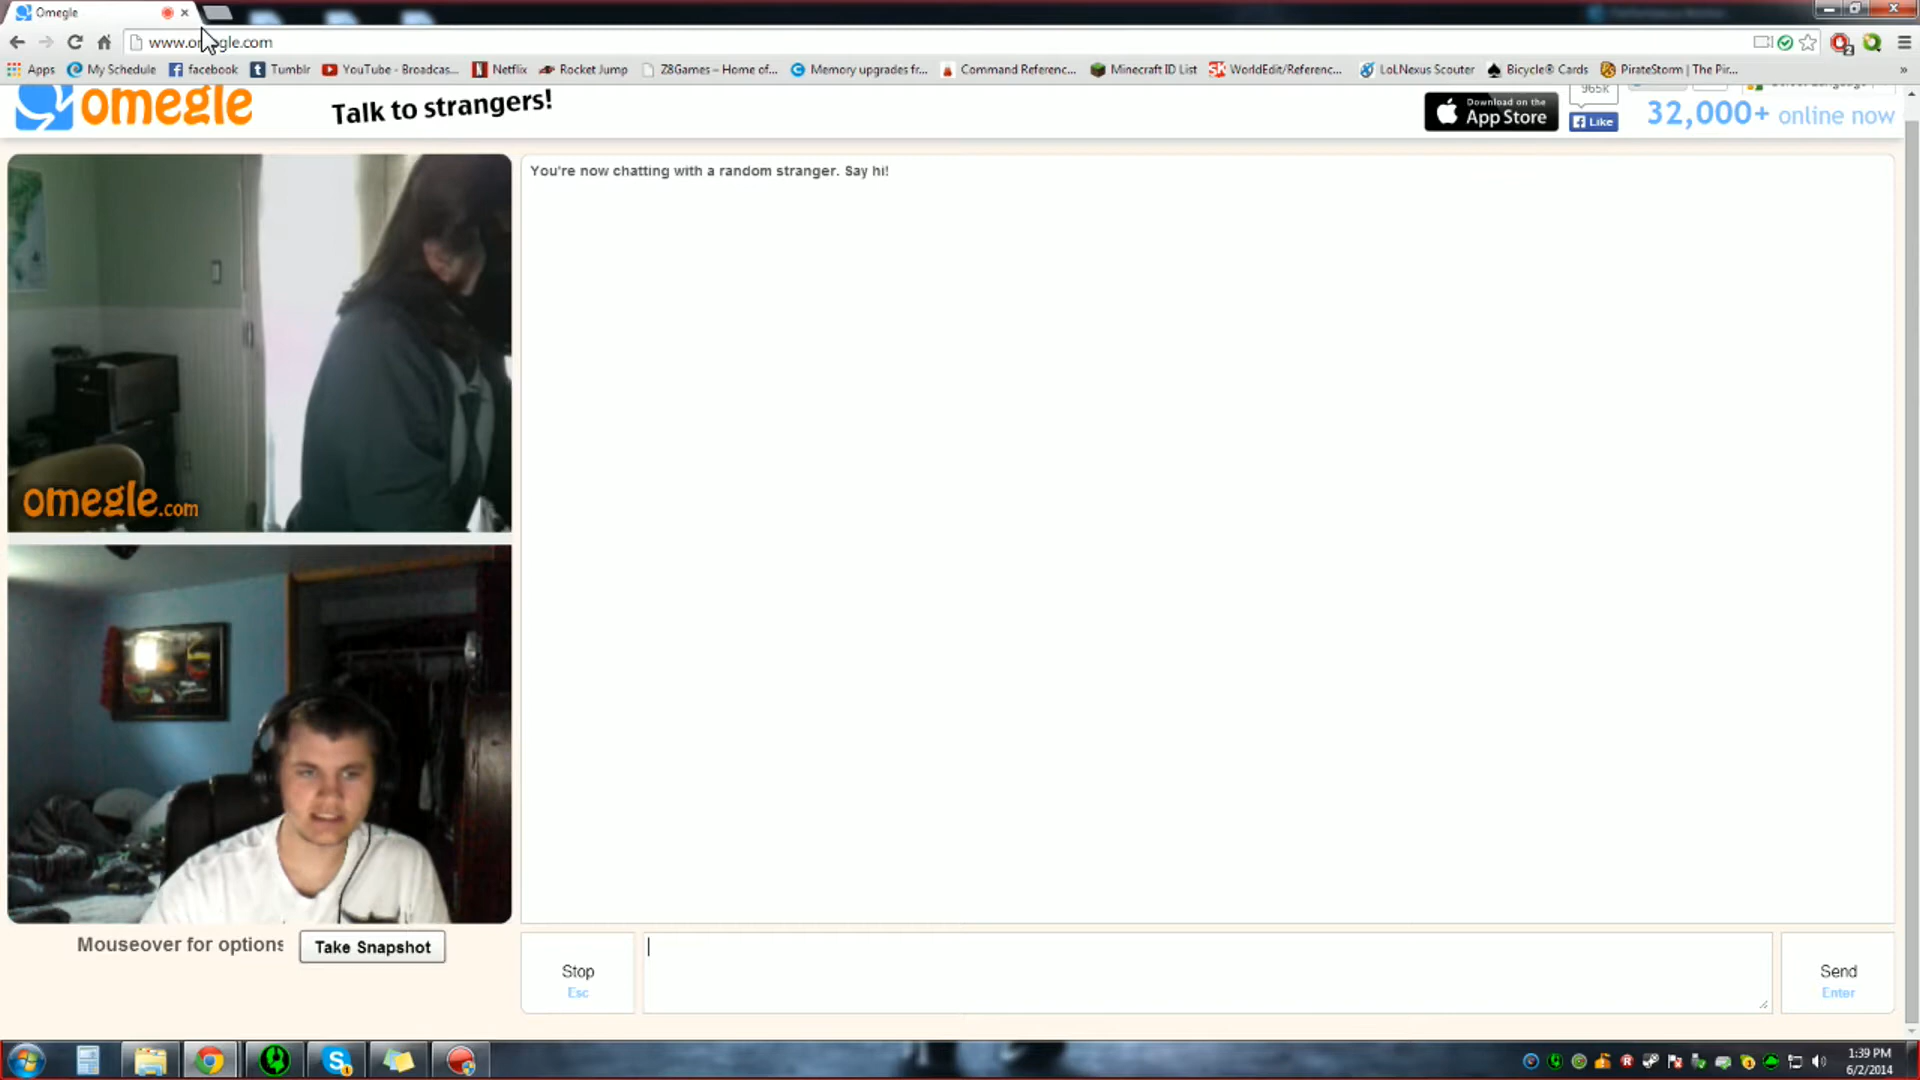 Omegle
www.omegle.com
Apps My Schedule facebook Tumblr YouTube - Broadcas... Netflix Rocket Jump Z8Games – Home of... Memory upgrades fr... Command Referenc... Minecraft ID List WorldEdit/Referenc... LoLNexus Scouter Bicycle® Cards PirateStorm | The Pir... »
omegle Talk to strangers! Download on the App Store 965k Like 32,000+ online now
You're now chatting with a random stranger. Say hi!
omegle.com
Mouseover for options Take Snapshot
Stop
Esc
Send
Enter
1:39 PM
6/2/2014